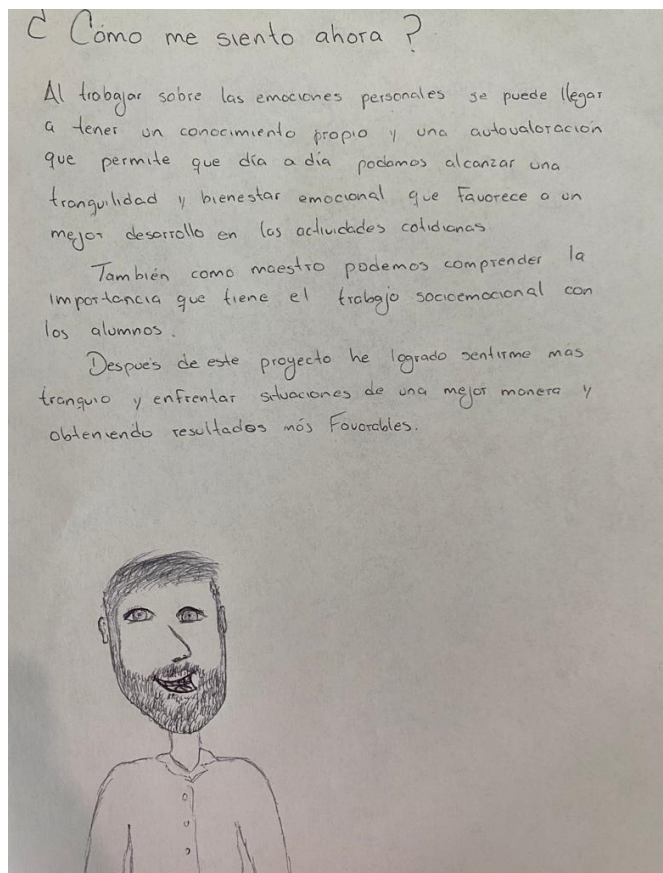 ¿ Cómo me siento ahora ?
Al trabajar sobre las emociones personales se puede llegar
a tener un conocimiento propio y una autovaloración
que permite que día a día podamos alcanzar una
tranquilidad y bienestar emocional que Favorece a un
mejor desarrollo en las actividades cotidianas.
También como maestro podemos comprender la
importancia que tiene el trabajo socioemocional con
los alumnos.
Después de este proyecto he logrado sentirme más
tranquio y enfrentar situaciones de una mejor manera y
obteniendo resultados más Favorables.